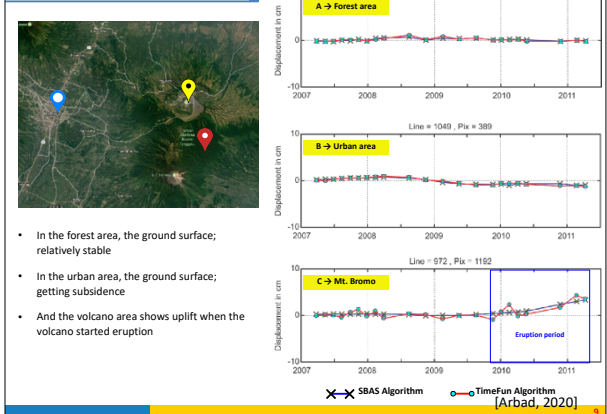 A → Forest area
Displacement in cm
0
-10
2007
2008
2009
2010
2011
Line = 1049 , Pix = 389
10
B → Urban area
Displacement in cm
0
-10
2007
2008
2009
2010
2011
Line = 972 , Pix = 1192
10
C → Mt. Bromo
Displacement in cm
0
-10
Eruption period
2007
2008
2009
2010
2011
• In the forest area, the ground surface;
relatively stable
• In the urban area, the ground surface;
getting subsidence
• And the volcano area shows uplift when the
volcano started eruption
SBAS Algorithm
TimeFun Algorithm
[Arbad, 2020]
9